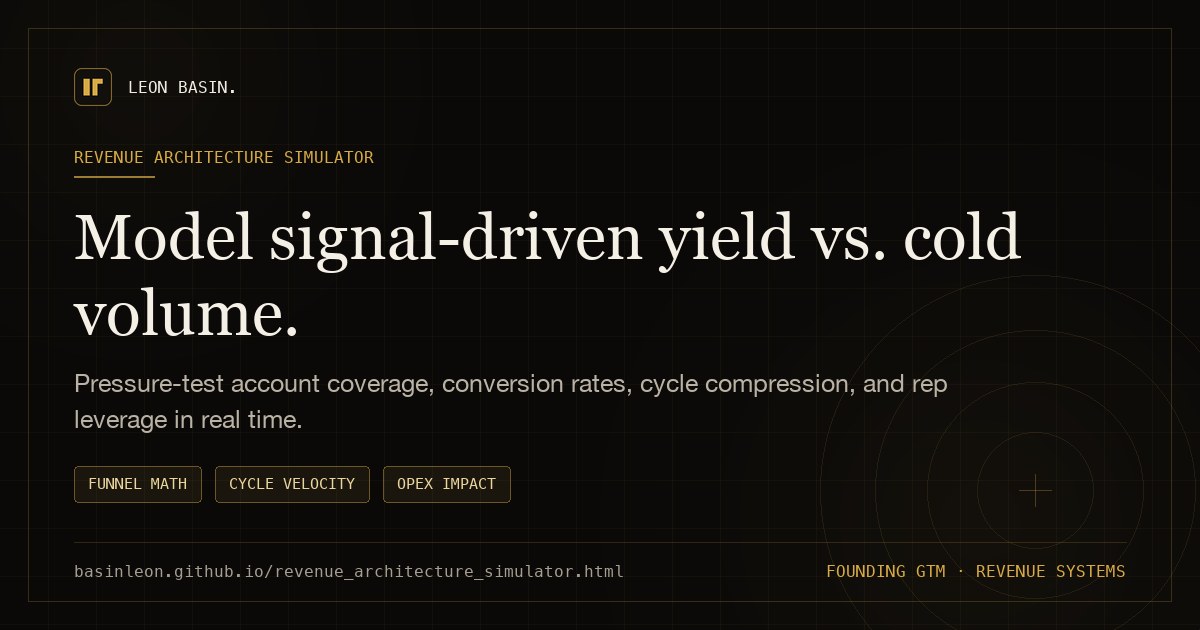 LEON BASIN.
REVENUE ARCHITECTURE SIMULATOR
Model signal-driven yield vs. cold
volume.
Pressure-test account coverage, conversion rates, cycle compression, and rep
leverage in real time.
FUNNEL MATH
CYCLE VELOCITY
OPEX IMPACT
basinleon.github.io/revenue_architecture_simulator.html
FOUNDING GTM · REVENUE SYSTEMS